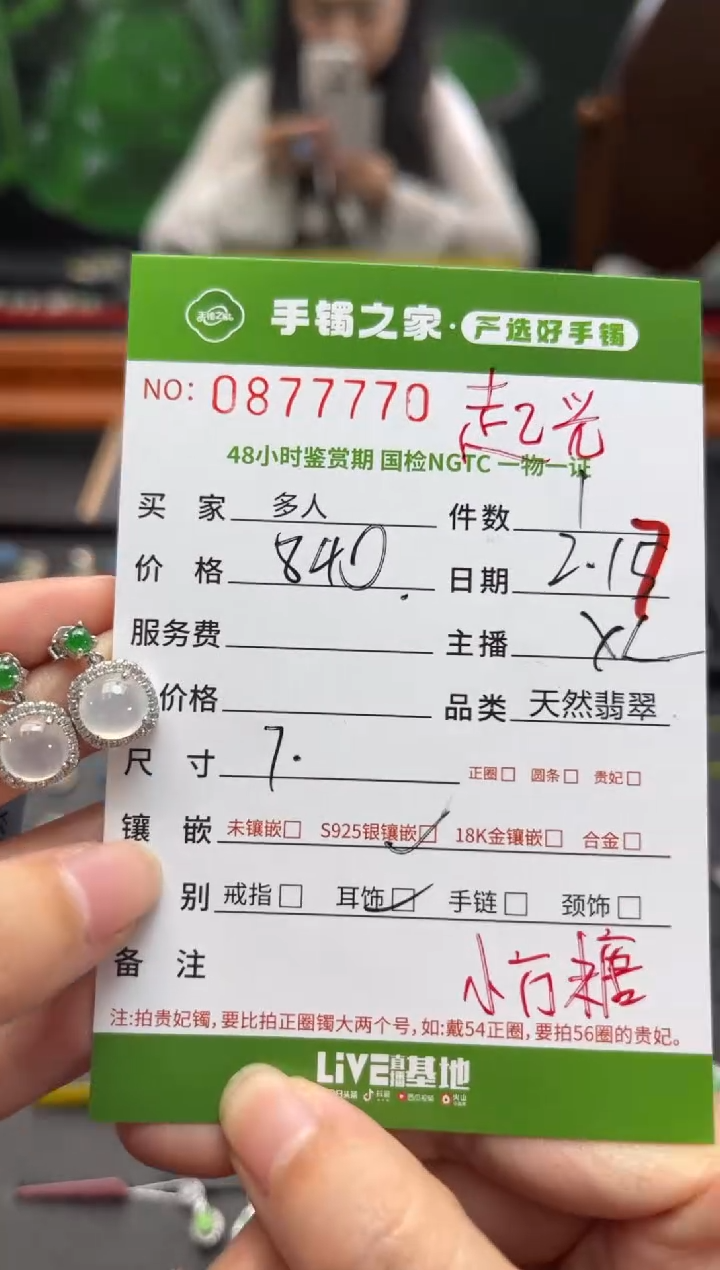 手镯之家·严选好手镯
NO: 0877770 起光
48小时鉴赏期 国检NGTC 一物一证
买家 多人 件数 1
价格 840. 日期 2.17
服务费 主播 XL
价格 品类 天然翡翠
尺寸 7. 正圈□ 圆条□ 贵妃□
镶嵌 未镶嵌□ S925银镶嵌☑ 18K金镶嵌□ 合金□
别 戒指□ 耳饰☑ 手链□ 颈饰□
备注 小方糖
注:拍贵妃镯,要比拍正圈镯大两个号,如:戴54正圈,要拍56圈的贵妃。
LiVE直播基地